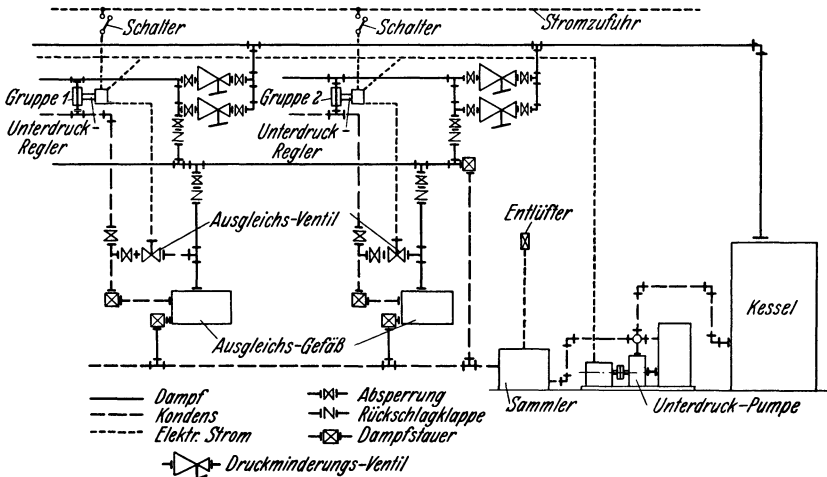 Schalter
Schalter
Stromzufuhr
Gruppe 1
Unterdruck-
Regler
Gruppe 2
Unterdruck-
Regler
Ausgleichs-Ventil
Entlüfter
Kessel
Ausgleichs-Gefäß
Sammler
Unterdruck-Pumpe
Dampf
Kondens
Elektr. Strom
Absperrung
Rückschlagklappe
Dampfstauer
Druckminderungs-Ventil